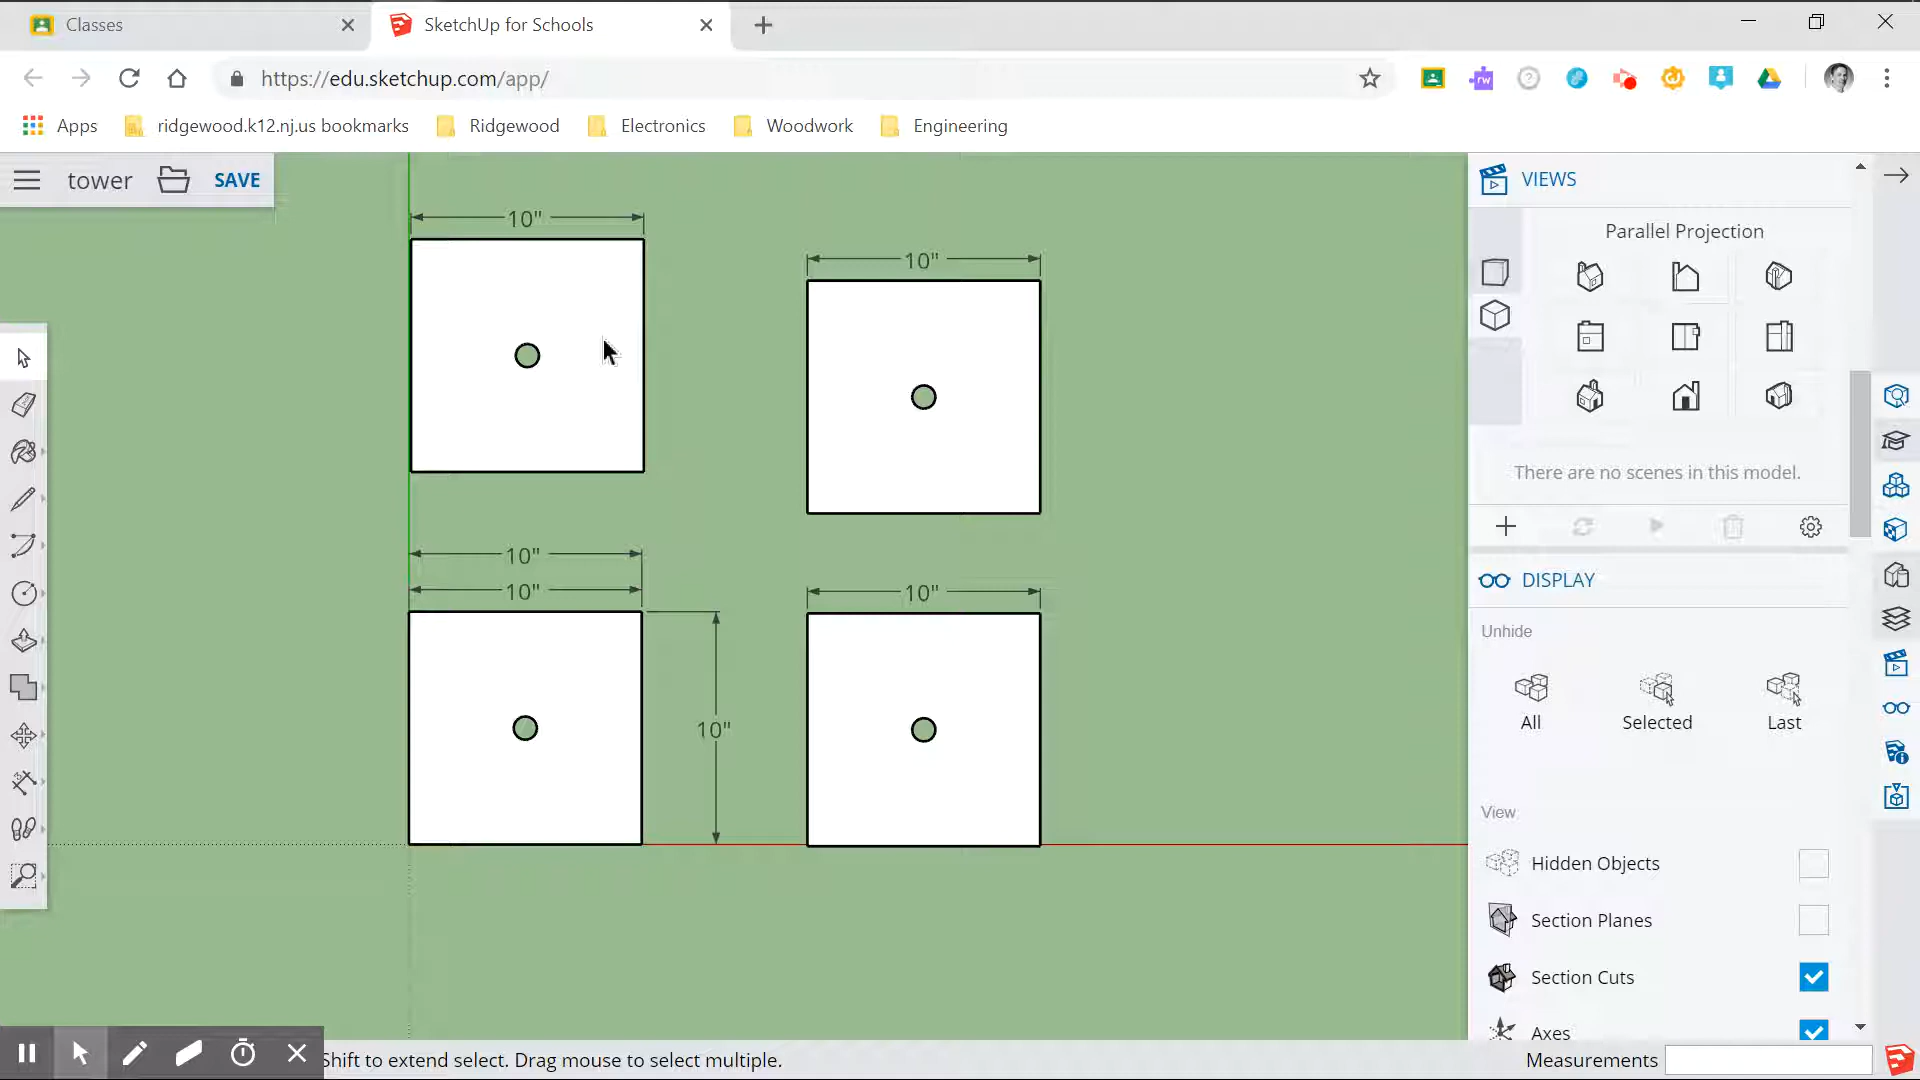 Classes
SketchUp for Schools
https://edu.sketchup.com/app/
Apps
ridgewood.k12.nj.us bookmarks
Ridgewood
Electronics
Woodwork
Engineering
tower
SAVE
10"
10"
10"
10"
10"
10"
VIEWS
Parallel Projection
There are no scenes in this model.
DISPLAY
Unhide
All
Selected
Last
View
Hidden Objects
Section Planes
Section Cuts
Axes
Shift to extend select. Drag mouse to select multiple.
Measurements